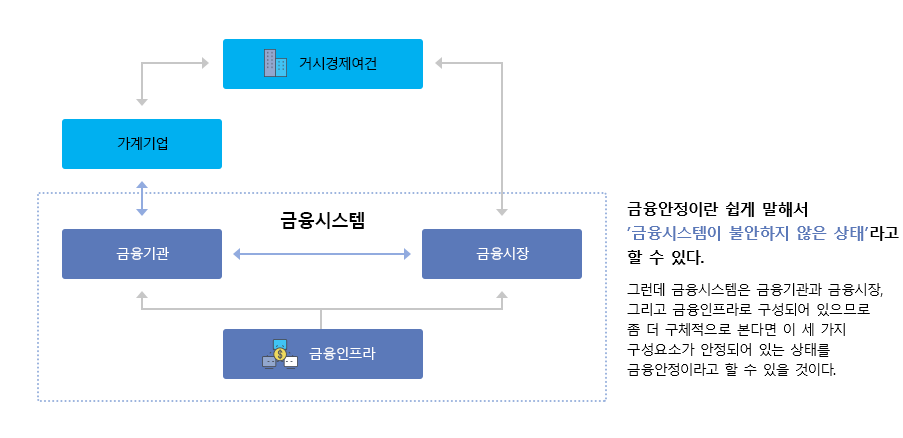 거시경제여건
가계기업
금융시스템
금융기관
금융시장
금융인프라
금융안정이란 쉽게 말해서
'금융시스템이 불안하지 않은 상태'라고
할 수 있다.
그런데 금융시스템은 금융기관과 금융시장,
그리고 금융인프라로 구성되어 있으므로
좀 더 구체적으로 본다면 이 세 가지
구성요소가 안정되어 있는 상태를
금융안정이라고 할 수 있을 것이다.